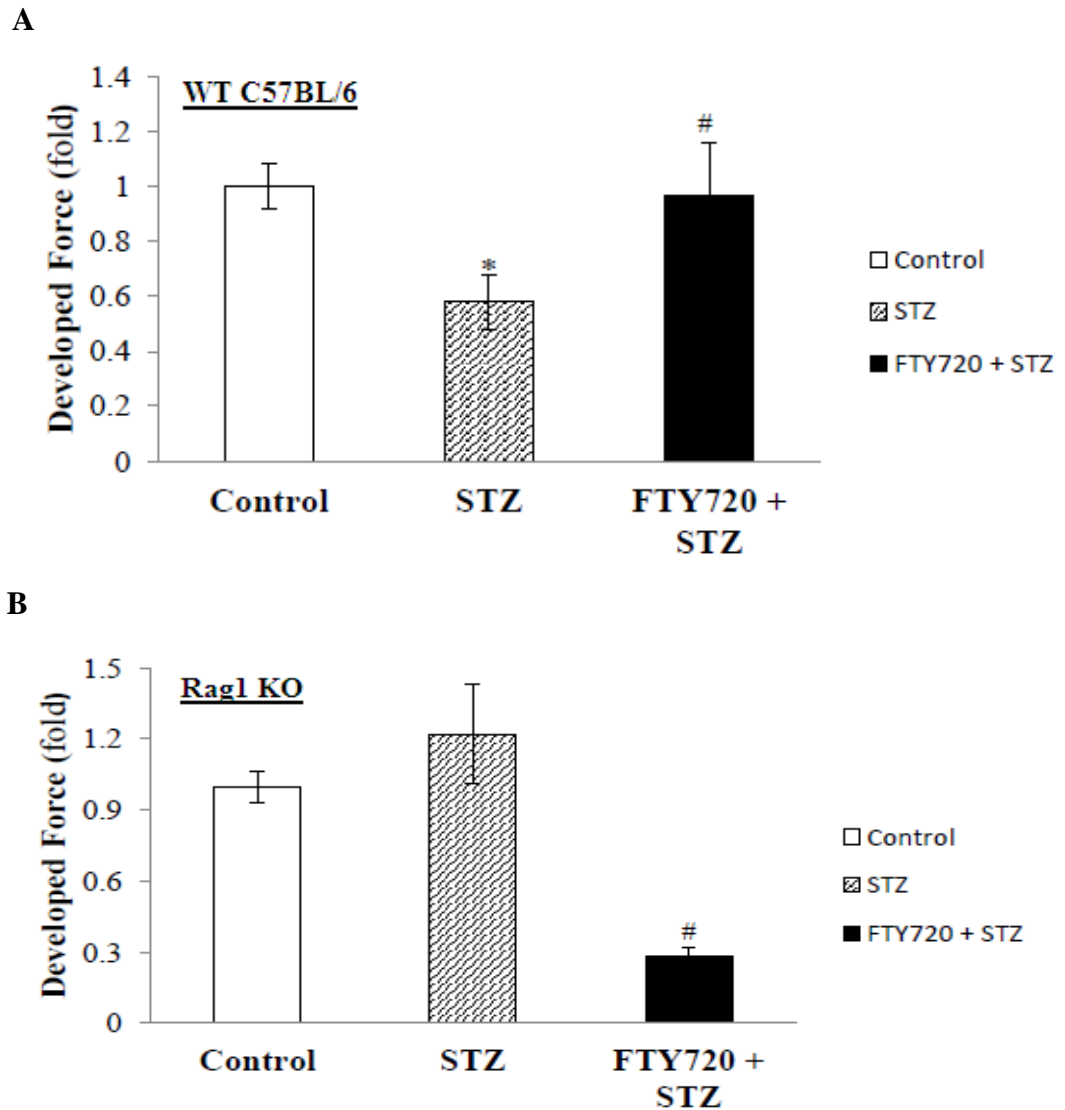 A
WT C57BL/6
Developed Force (fold)
1.4
1.2
1
0.8
0.6
0.4
0.2
0
*
#
Control
STZ
FTY720 +
STZ
Control
STZ
FTY720 + STZ
B
Rag1 KO
Developed Force (fold)
1.5
1.2
0.9
0.6
0.3
0
#
Control
STZ
FTY720 +
STZ
Control
STZ
FTY720 + STZ